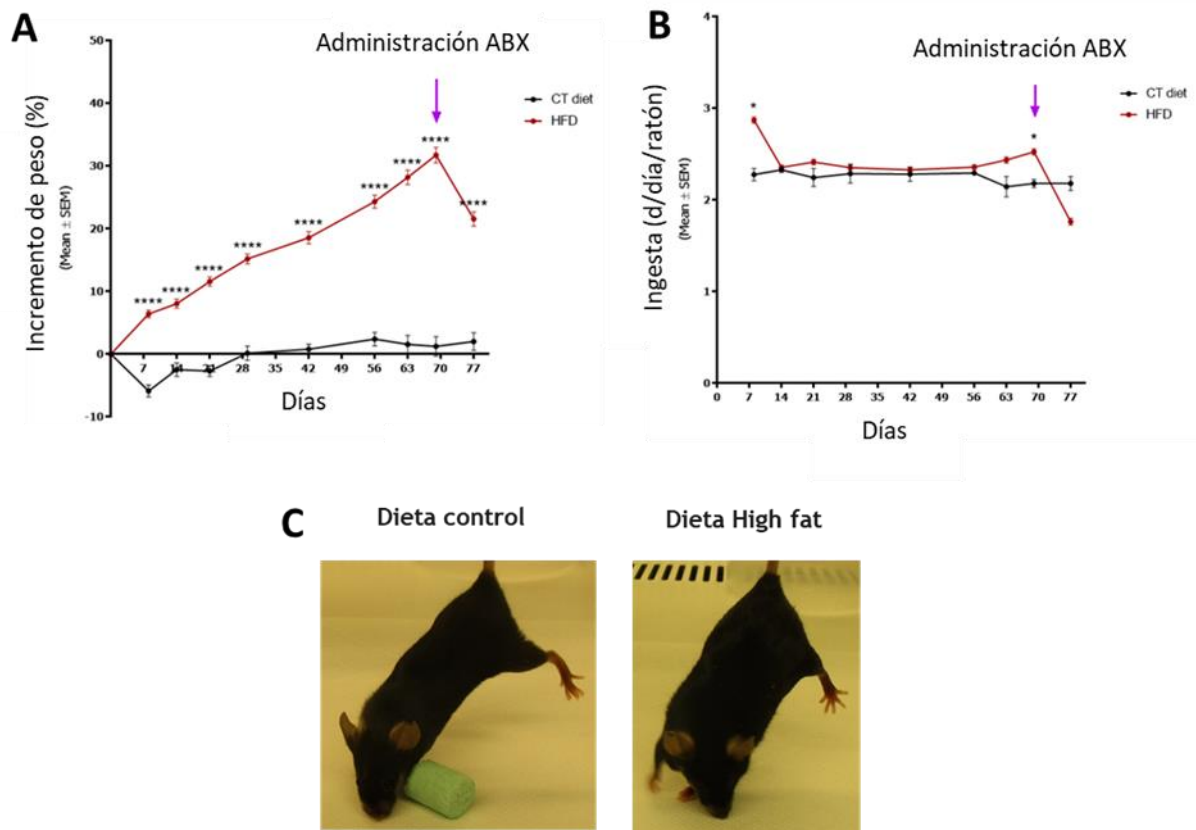 A
Administración ABX
CT diet
HFD
Incremento de peso (%)
(Mean ± SEM)
50
40
30
20
10
0
-10
**** **** **** **** **** **** **** **** ****
7 14 21 28 35 42 49 56 63 70 77
Días
B
Administración ABX
CT diet
HFD
Ingesta (d/día/ratón)
(Mean ± SEM)
4
3
2
1
0
* *
0 7 14 21 28 35 42 49 56 63 70 77
Días
C
Dieta control
Dieta High fat